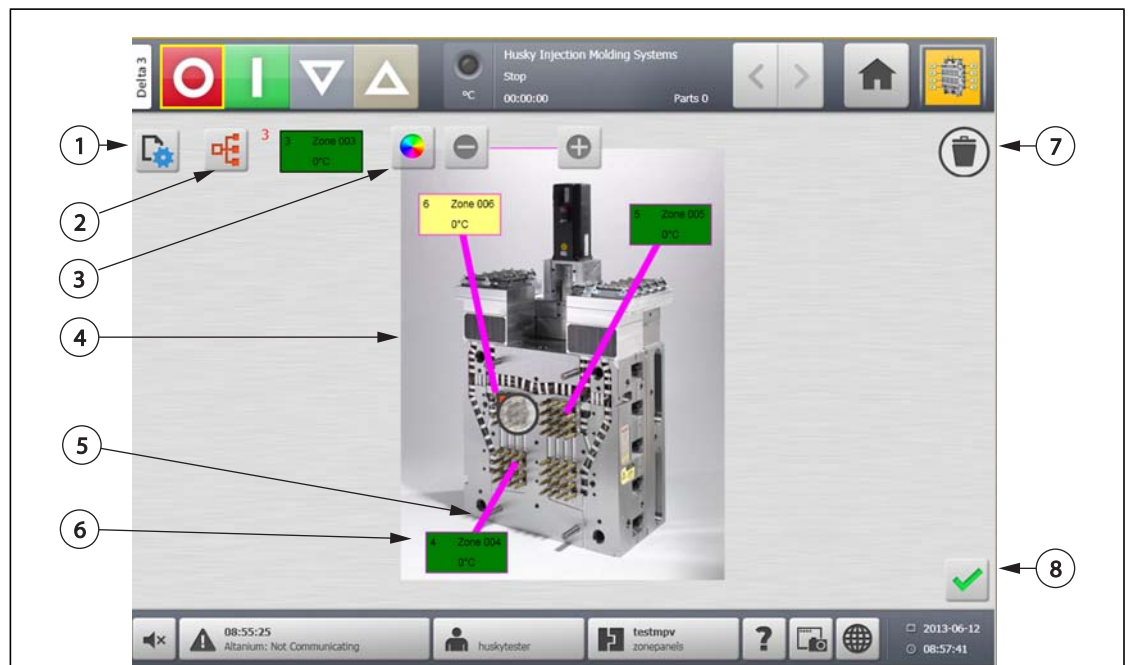 Delta 3
Husky Injection Molding Systems
Stop
°C
00:00:00
Parts 0
1
3
3 Zone 003
0°C
7
2
6 Zone 006
0°C
5 Zone 005
0°C
3
4
5
6
4 Zone 004
0°C
8
08:55:25
Altanium: Not Communicating
huskytester
testmpv
zonepanels
?
2013-06-12
08:57:41